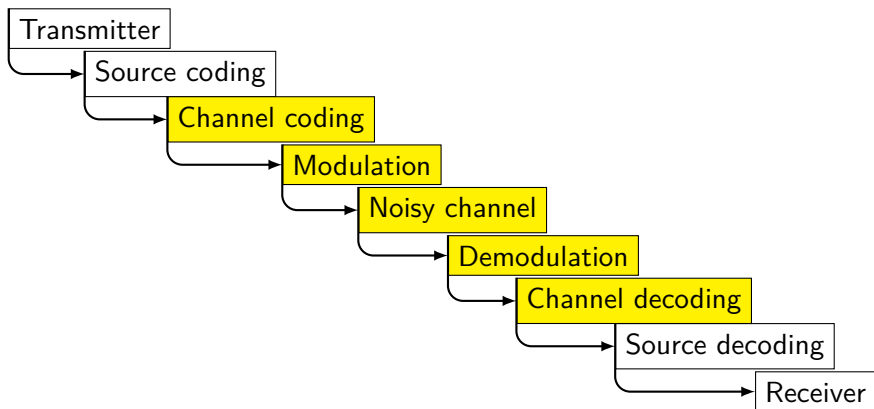 Transmitter
Source coding
Channel coding
Modulation
Noisy channel
Demodulation
Channel decoding
Source decoding
Receiver